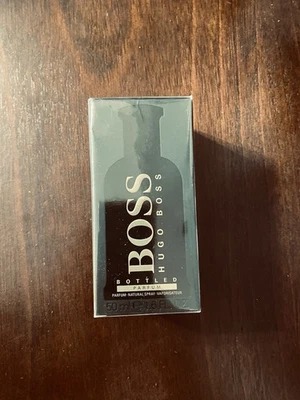 BOSS
HUGO BOSS
BOTTLED
PARFUM
PARFUM NATURAL SPRAY VAPORISATEUR